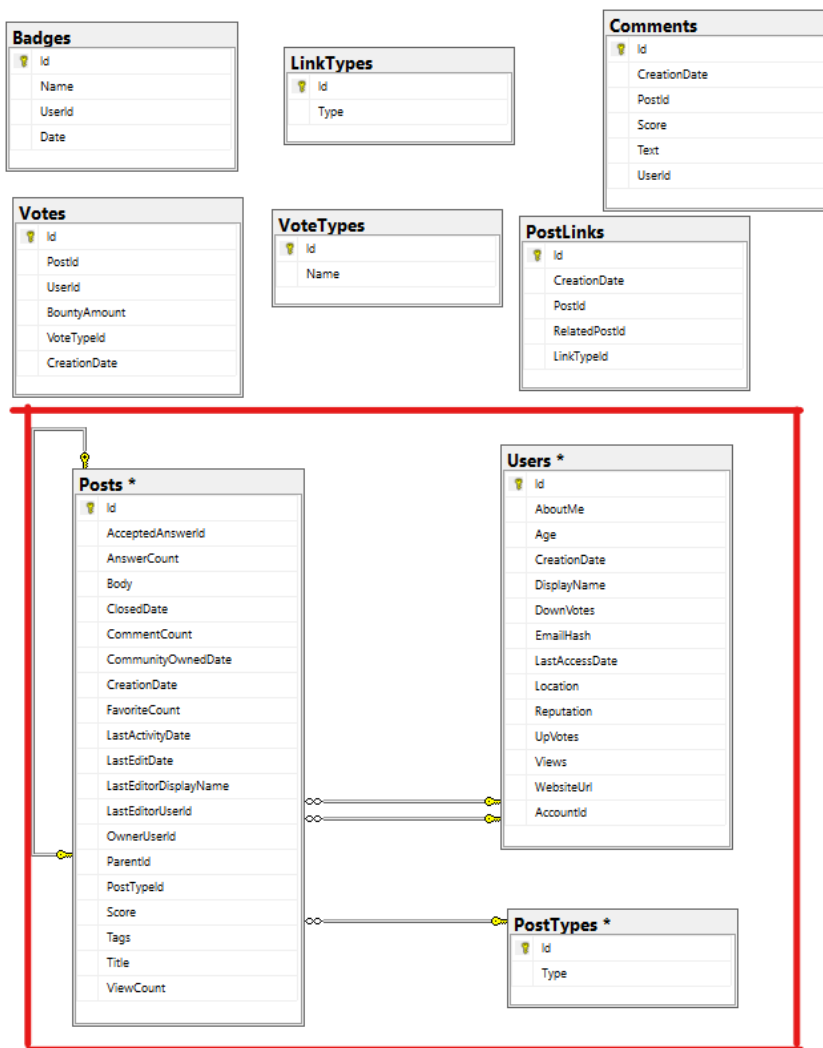 Badges
Id
Name
UserId
Date
LinkTypes
Id
Type
Comments
Id
CreationDate
PostId
Score
Text
UserId
Votes
Id
PostId
UserId
BountyAmount
VoteTypeId
CreationDate
VoteTypes
Id
Name
PostLinks
Id
CreationDate
PostId
RelatedPostId
LinkTypeId
Posts *
Id
AcceptedAnswerId
AnswerCount
Body
ClosedDate
CommentCount
CommunityOwnedDate
CreationDate
FavoriteCount
LastActivityDate
LastEditDate
LastEditorDisplayName
LastEditorUserId
OwnerUserId
ParentId
PostTypeId
Score
Tags
Title
ViewCount
Users *
Id
AboutMe
Age
CreationDate
DisplayName
DownVotes
EmailHash
LastAccessDate
Location
Reputation
UpVotes
Views
WebsiteUrl
AccountId
PostTypes *
Id
Type